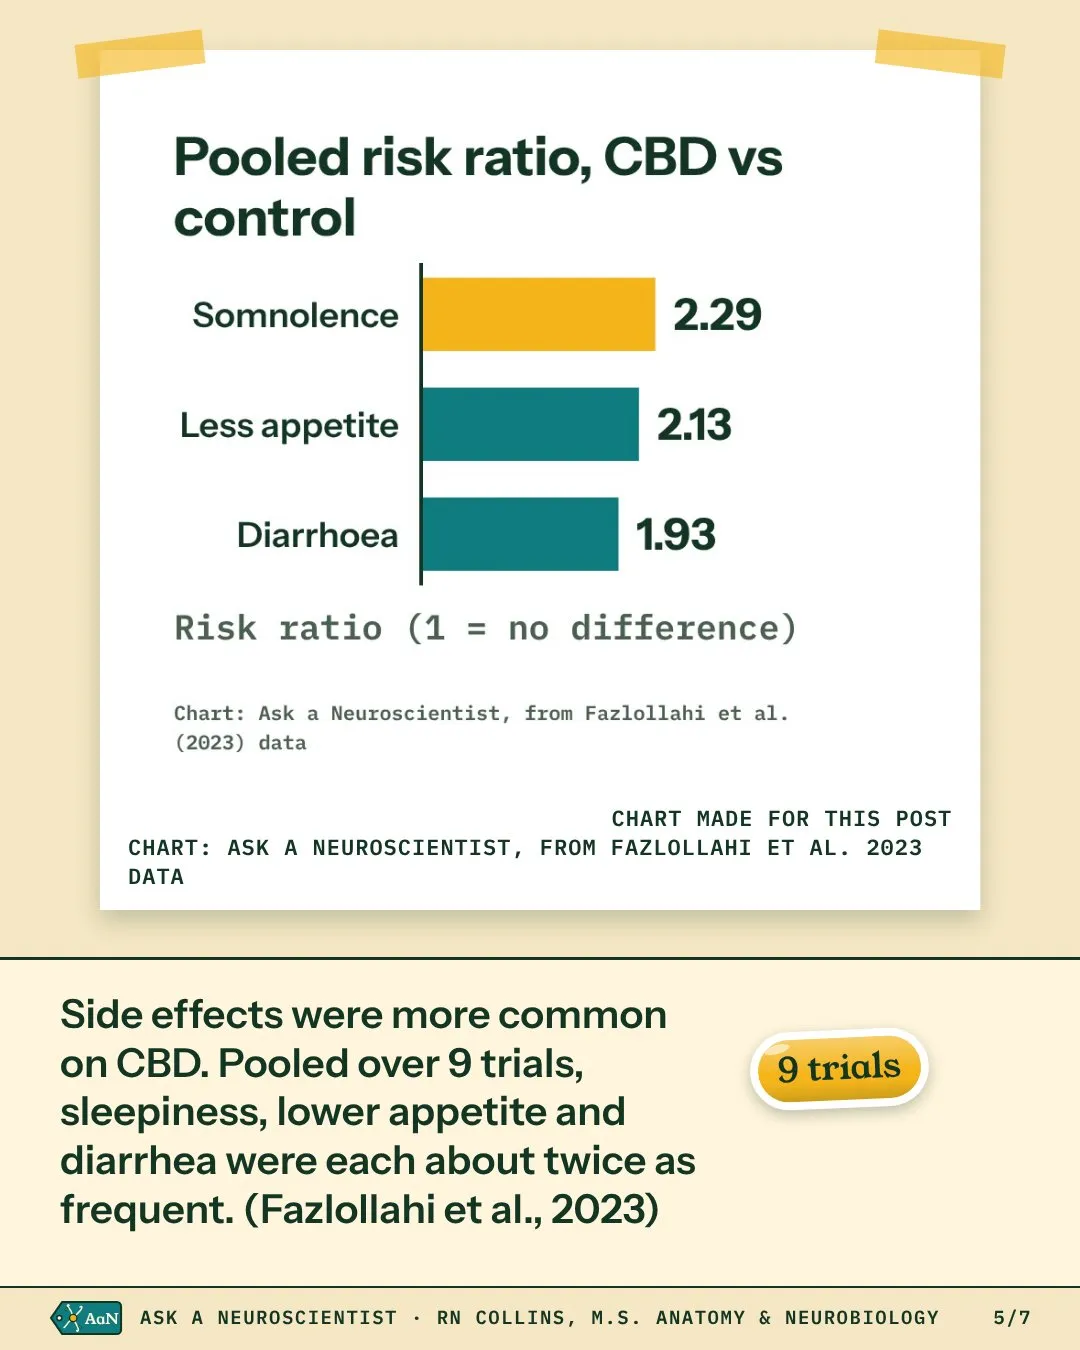 Pooled risk ratio, CBD vs
control
Somnolence 2.29
Less appetite 2.13
Diarrhoea 1.93
Risk ratio (1 = no difference)
Chart: Ask a Neuroscientist, from Fazlollahi et al.
(2023) data
CHART MADE FOR THIS POST
CHART: ASK A NEUROSCIENTIST, FROM FAZLOLLAHI ET AL. 2023
DATA
Side effects were more common
on CBD. Pooled over 9 trials,
sleepiness, lower appetite and
diarrhea were each about twice as
frequent. (Fazlollahi et al., 2023)
9 trials
AaN ASK A NEUROSCIENTIST · RN COLLINS, M.S. ANATOMY & NEUROBIOLOGY 5/7